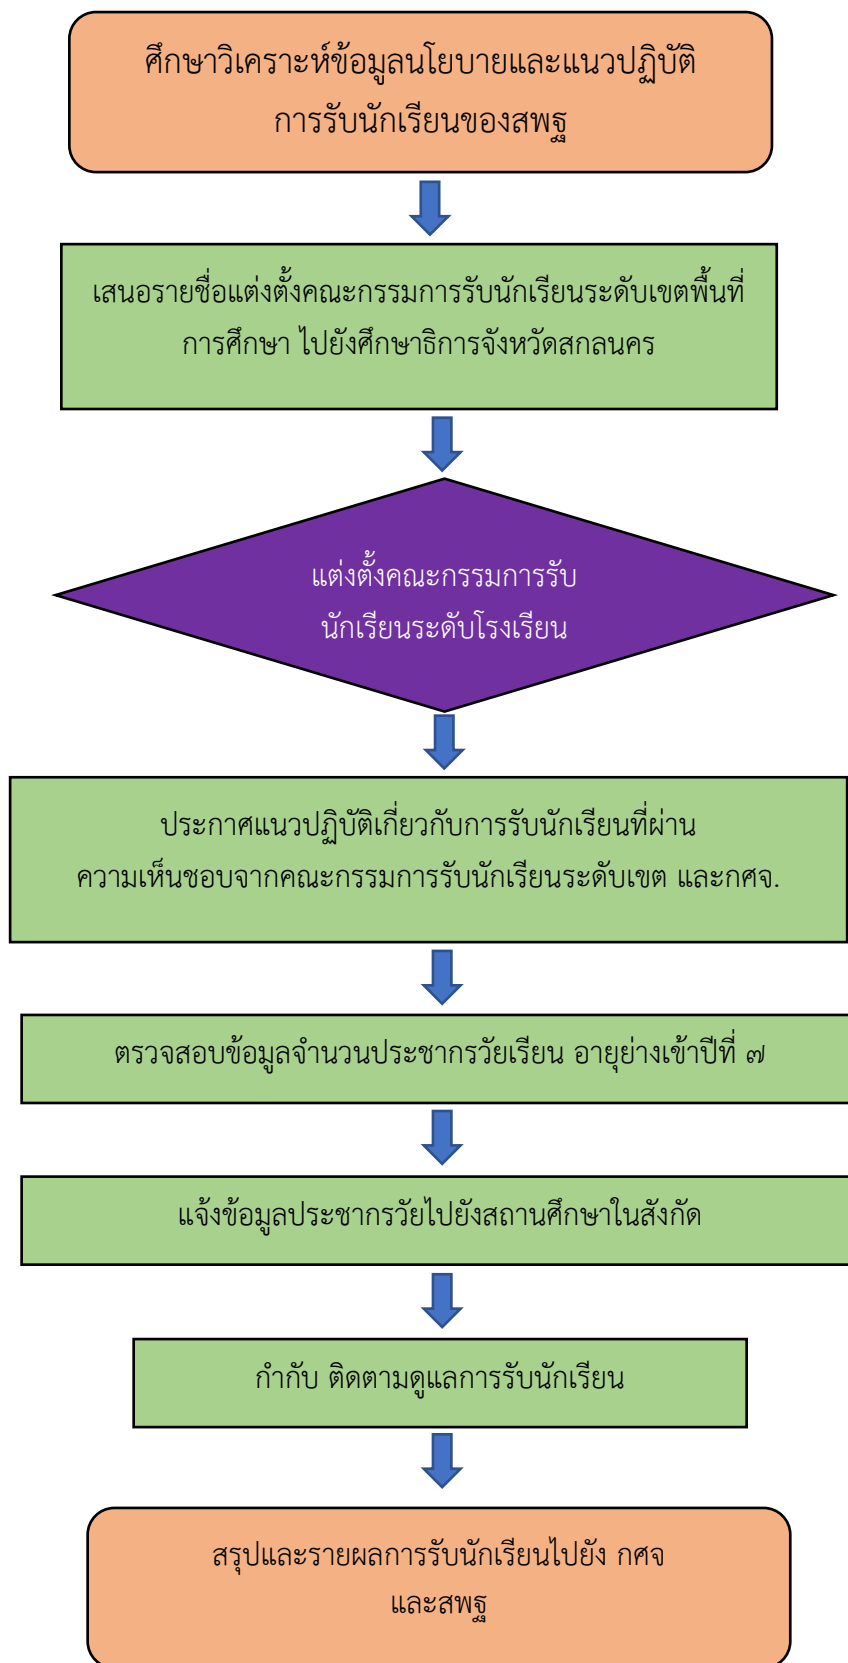 ศึกษาวิเคราะห์ข้อมูลนโยบายและแนวปฏิบัติ
การรับนักเรียนของสพฐ
เสนอรายชื่อแต่งตั้งคณะกรรมการรับนักเรียนระดับเขตพื้นที่
การศึกษา ไปยังศึกษาธิการจังหวัดสกลนคร
แต่งตั้งคณะกรรมการรับ
นักเรียนระดับโรงเรียน
ประกาศแนวปฏิบัติเกี่ยวกับการรับนักเรียนที่ผ่าน
ความเห็นชอบจากคณะกรรมการรับนักเรียนระดับเขต และกศจ.
ตรวจสอบข้อมูลจำนวนประชากรวัยเรียน อายุย่างเข้าปีที่ ๗
แจ้งข้อมูลประชากรวัยไปยังสถานศึกษาในสังกัด
กำกับ ติดตามดูแลการรับนักเรียน
สรุปและรายผลการรับนักเรียนไปยัง กศจ
และสพฐ